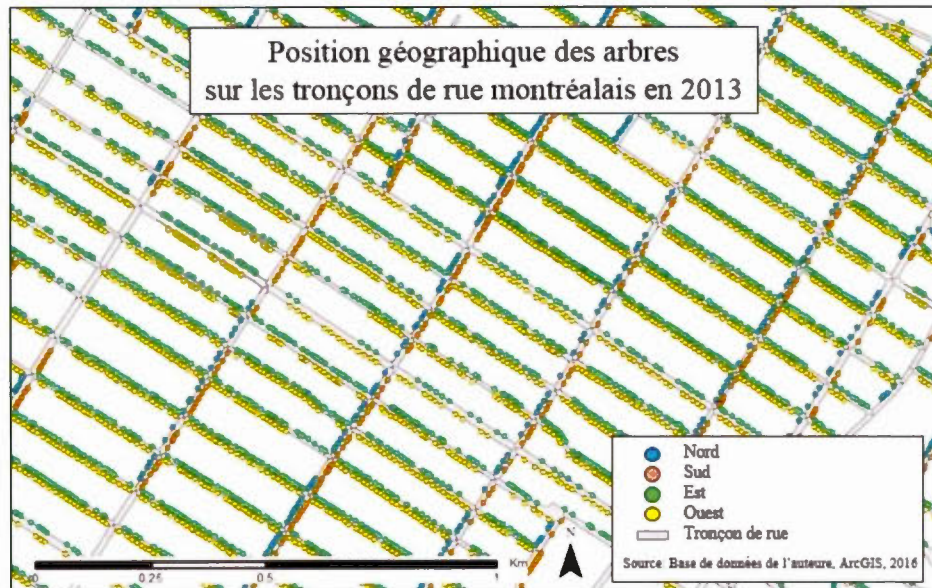 Position géographique des arbres
sur les tronçons de rue montréalais en 2013
Nord
Sud
Est
Ouest
Tronçon de rue
N
Source: Base de données de l'auteure, ArcGIS, 2016
Km
0 0.25 0.5 1